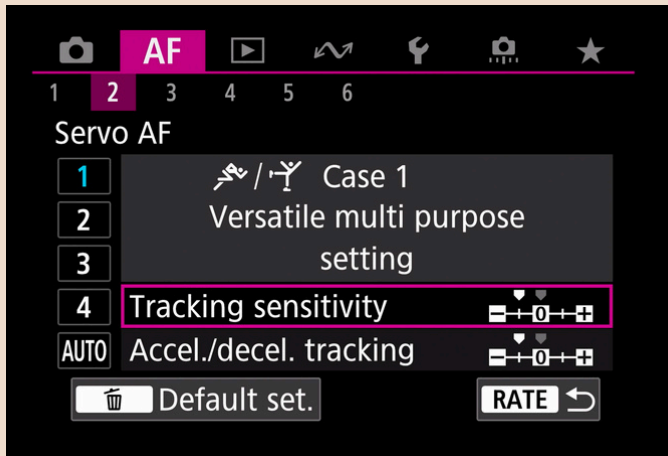 AF
1 2 3 4 5 6
Servo AF
1
Case 1
2
Versatile multi purpose
3
setting
4
Tracking sensitivity
0
AUTO
Accel./decel. tracking
0
Default set.
RATE